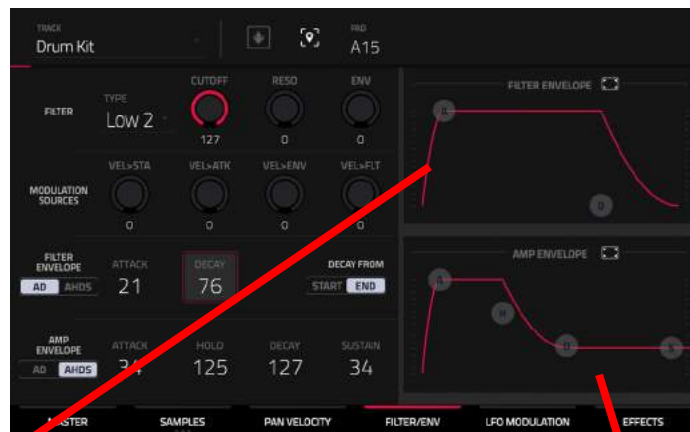 TRACK
Drum Kit
PAD
A15
FILTER
TYPE
Low 2
CUTOFF
127
RESO
0
ENV
0
FILTER ENVELOPE
A
D
MODULATION
SOURCES
VEL>STA
0
VEL>ATK
0
VEL>ENV
0
VEL>FLT
0
FILTER
ENVELOPE
AD AHDS
ATTACK
21
DECAY
76
DECAY FROM
START END
AMP ENVELOPE
A
H
D
S
AMP
ENVELOPE
AD AHDS
ATTACK
34
HOLD
125
DECAY
127
SUSTAIN
34
MASTER
SAMPLES
PAN VELOCITY
FILTER/ENV
LFO MODULATION
EFFECTS